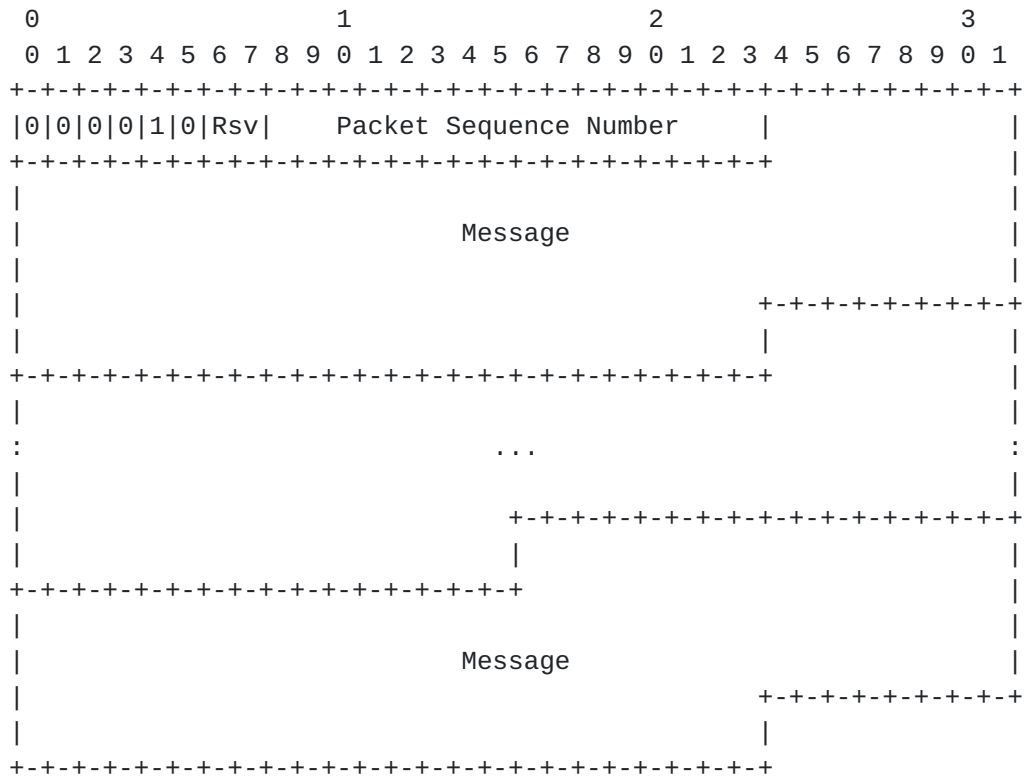 0                   1                   2                   3
 0 1 2 3 4 5 6 7 8 9 0 1 2 3 4 5 6 7 8 9 0 1 2 3 4 5 6 7 8 9 0 1
+-+-+-+-+-+-+-+-+-+-+-+-+-+-+-+-+-+-+-+-+-+-+-+-+-+-+-+-+-+-+-+-+
|0|0|0|0|1|0|Rsv|    Packet Sequence Number     |               |
+-+-+-+-+-+-+-+-+-+-+-+-+-+-+-+-+-+-+-+-+-+-+-+-+               |
|                                                               |
|                            Message                            |
|                                                               |
|                                               +-+-+-+-+-+-+-+-+
|                                               |               |
+-+-+-+-+-+-+-+-+-+-+-+-+-+-+-+-+-+-+-+-+-+-+-+-+               |
|                                                               |
:                              ...                              :
|                                                               |
|                               +-+-+-+-+-+-+-+-+-+-+-+-+-+-+-+-+
|                               |                               |
+-+-+-+-+-+-+-+-+-+-+-+-+-+-+-+-+                               |
|                                                               |
|                            Message                            |
|                                               +-+-+-+-+-+-+-+-+
|                                               |
+-+-+-+-+-+-+-+-+-+-+-+-+-+-+-+-+-+-+-+-+-+-+-+-+